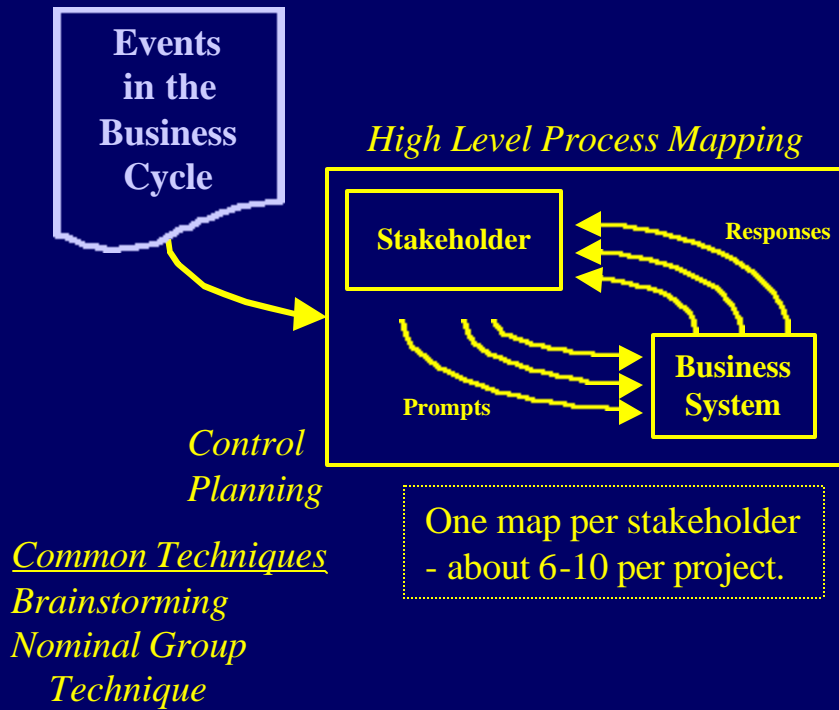 Events
in the
Business
Cycle
High Level Process Mapping
Stakeholder
Responses
Business
System
Prompts
Control
Planning
One map per stakeholder
- about 6-10 per project.
Common Techniques
Brainstorming
Nominal Group
Technique